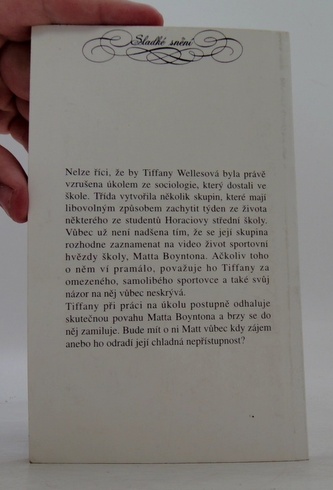 Sladké snění
Nelze říci, že by Tiffany Wellesová byla právě
vzrušena úkolem ze sociologie, který dostali ve
škole. Třída vytvořila několik skupin, které mají
libovolným způsobem zachytit týden ze života
některého ze studentů Horaciovy střední školy.
Vůbec už není nadšena tím, že se její skupina
rozhodne zaznamenat na video život sportovní
hvězdy školy, Matta Boyntona. Ačkoliv toho
o něm ví pramálo, považuje ho Tiffany za
omezeného, samolibého sportovce a také svůj
názor na něj vůbec neskrývá.
Tiffany při práci na úkolu postupně odhaluje
skutečnou povahu Matta Boyntona a brzy se do
něj zamiluje. Bude mít o ni Matt vůbec kdy zájem
anebo ho odradí její chladná nepřístupnost?